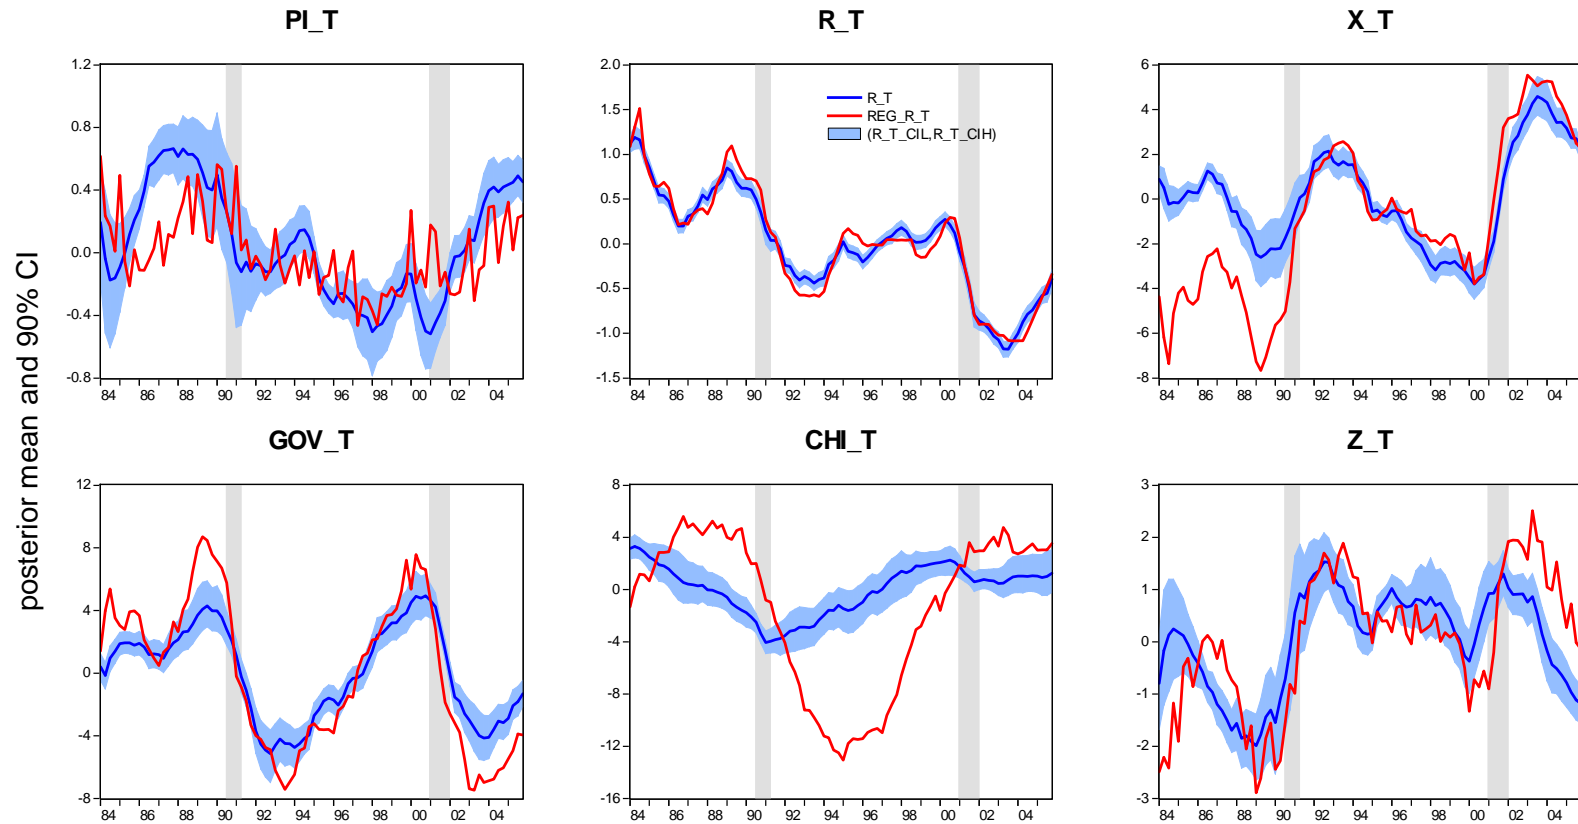 posterior mean and 90% CI
PI_T
1.2
0.8
0.4
0.0
-0.4
-0.8
84 86 88 90 92 94 96 98 00 02 04
R_T
2.0
1.5
1.0
0.5
0.0
-0.5
-1.0
-1.5
R_T
REG_R_T
(R_T_CIL,R_T_CIH)
84 86 88 90 92 94 96 98 00 02 04
X_T
6
4
2
0
-2
-4
-6
-8
84 86 88 90 92 94 96 98 00 02 04
GOV_T
12
8
4
0
-4
-8
84 86 88 90 92 94 96 98 00 02 04
CHI_T
8
4
0
-4
-8
-12
-16
84 86 88 90 92 94 96 98 00 02 04
Z_T
3
2
1
0
-1
-2
-3
84 86 88 90 92 94 96 98 00 02 04